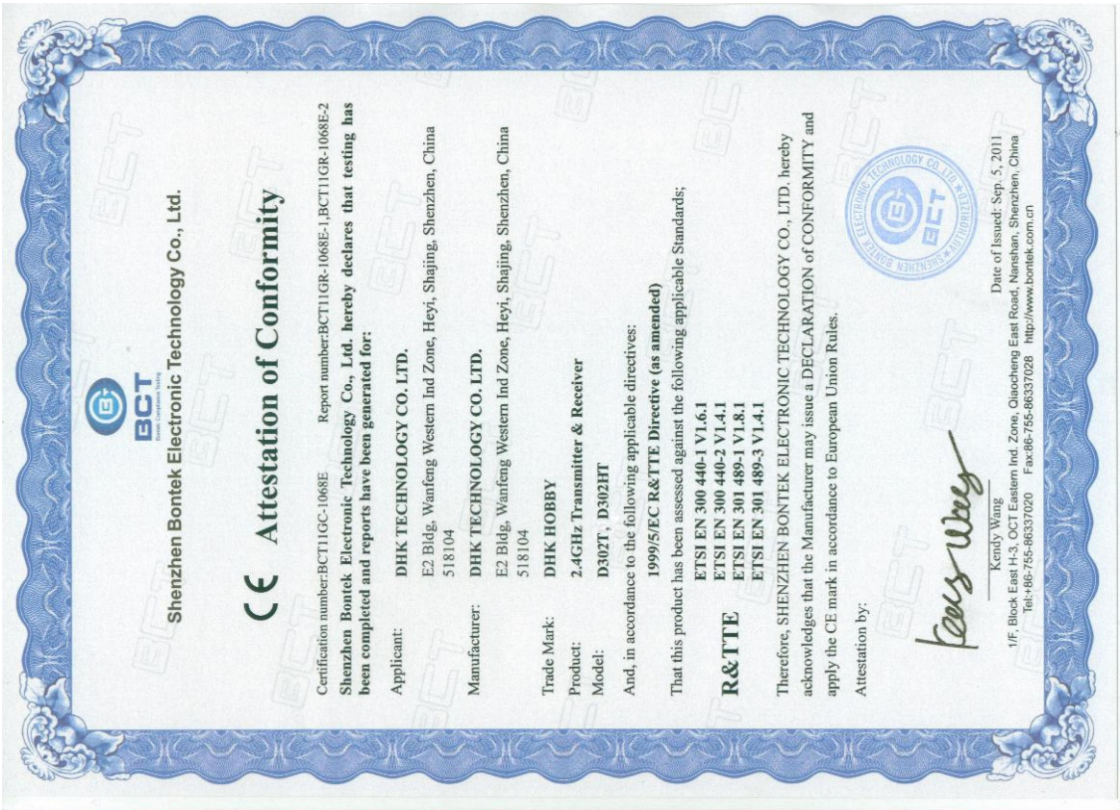 BCT
Bontek Compliance Testing
Shenzhen Bontek Electronic Technology Co., Ltd.
CE Attestation of Conformity
Certification number:BCT11GC-1068E Report number:BCT11GR-1068E-1,BCT11GR-1068E-2
Shenzhen Bontek Electronic Technology Co., Ltd. hereby declares that testing has
been completed and reports have been generated for:
Applicant: DHK TECHNOLOGY CO. LTD.
E2 Bldg, Wanfeng Western Ind Zone, Heyi, Shajing, Shenzhen, China
518104
Manufacturer: DHK TECHNOLOGY CO. LTD.
E2 Bldg, Wanfeng Western Ind Zone, Heyi, Shajing, Shenzhen, China
518104
Trade Mark: DHK HOBBY
Product: 2.4GHz Transmitter & Receiver
Model: D302T, D302HT
And, in accordance to the following applicable directives:
1999/5/EC R&TTE Directive (as amended)
That this product has been assessed against the following applicable Standards;
R&TTE
ETSI EN 300 440-1 V1.6.1
ETSI EN 300 440-2 V1.4.1
ETSI EN 301 489-1 V1.8.1
ETSI EN 301 489-3 V1.4.1
Therefore, SHENZHEN BONTEK ELECTRONIC TECHNOLOGY CO., LTD. hereby
acknowledges that the Manufacturer may issue a DECLARATION of CONFORMITY and
apply the CE mark in accordance to European Union Rules.
Attestation by:
SHENZHEN BONTEK ELECTRONIC TECHNOLOGY CO., LTD
BCT
Kendy Wang
Date of Issued: Sep. 5, 2011
1/F, Block East H-3, OCT Eastern Ind. Zone, Qiaocheng East Road, Nanshan, Shenzhen, China
Tel:+86-755-86337020 Fax:86-755-86337028 http://www.bontek.com.cn